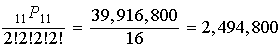 ₁₁P₁₁ / 2!2!2!2! = 39,916,800 / 16 = 2,494,800